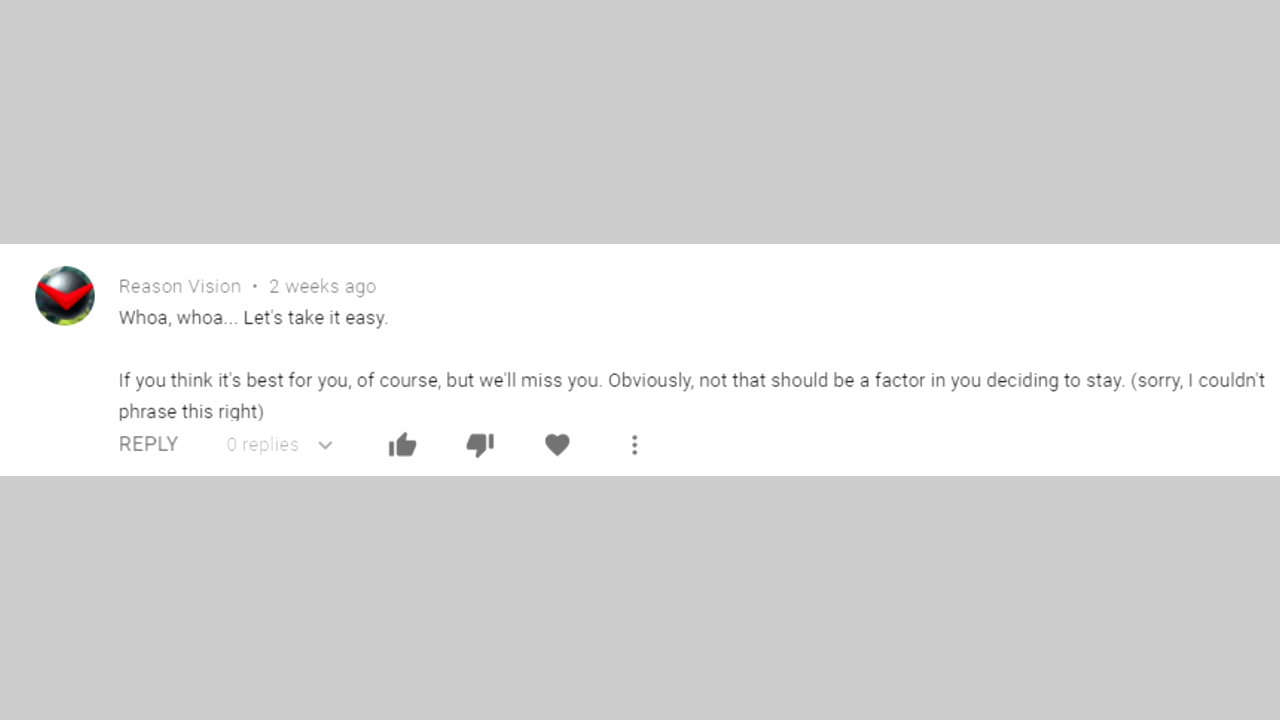 Reason Vision • 2 weeks ago
Whoa, whoa... Let's take it easy.
If you think it's best for you, of course, but we'll miss you. Obviously, not that should be a factor in you deciding to stay. (sorry, I couldn't
phrase this right)
REPLY 0 replies